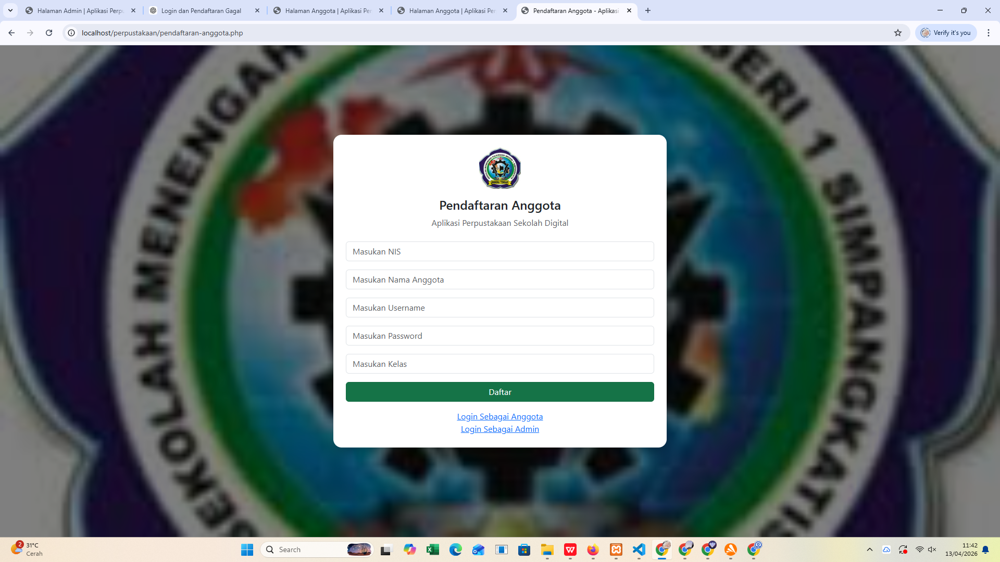 Halaman Admin | Aplikasi Perpu
Login dan Pendaftaran Gagal
Halaman Anggota | Aplikasi Per
Halaman Anggota | Aplikasi Per
Pendaftaran Anggota - Aplikasi
localhost/perpustakaan/pendaftaran-anggota.php
Verify it's you
SEKOLAH MENENGAH
GERI 1 SIMPANGKATIS
BANGKA TENGAH
Pendaftaran Anggota
Aplikasi Perpustakaan Sekolah Digital
Masukan NIS
Masukan Nama Anggota
Masukan Username
Masukan Password
Masukan Kelas
Daftar
Login Sebagai Anggota
Login Sebagai Admin
2
31°C
Cerah
Search
11:42
13/04/2026